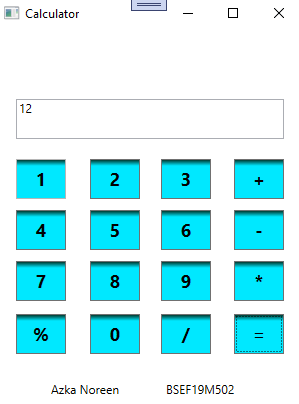 Calculator
12
1 2 3 +
4 5 6 -
7 8 9 *
% 0 / =
Azka Noreen BSEF19M502